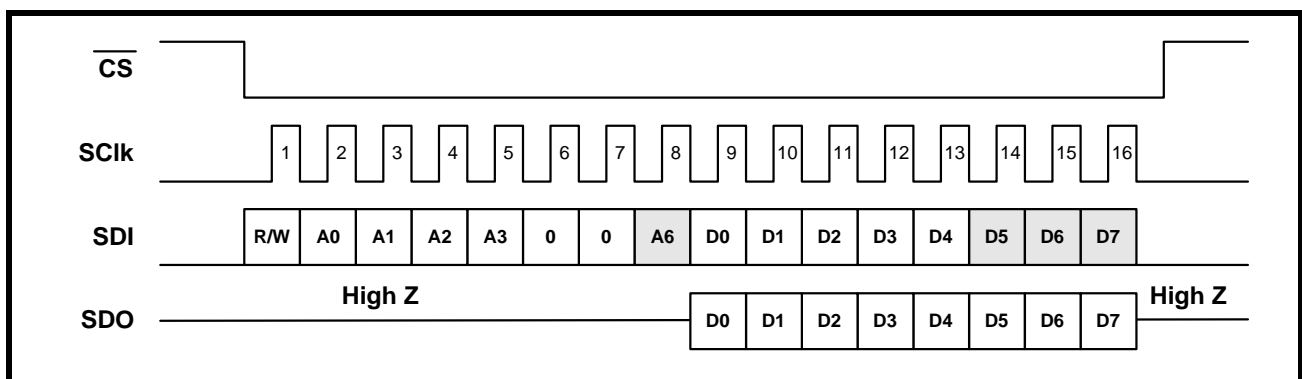 CS
SClk 1 2 3 4 5 6 7 8 9 10 11 12 13 14 15 16
SDI R/W A0 A1 A2 A3 0 0 A6 D0 D1 D2 D3 D4 D5 D6 D7
High Z High Z
SDO D0 D1 D2 D3 D4 D5 D6 D7